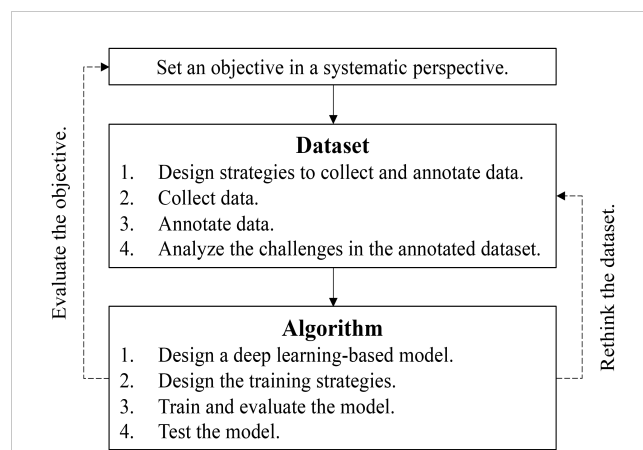 Set an objective in a systematic perspective.
Dataset
1. Design strategies to collect and annotate data.
2. Collect data.
3. Annotate data.
4. Analyze the challenges in the annotated dataset.
Algorithm
1. Design a deep learning-based model.
2. Design the training strategies.
3. Train and evaluate the model.
4. Test the model.
Evaluate the objective.
Rethink the dataset.